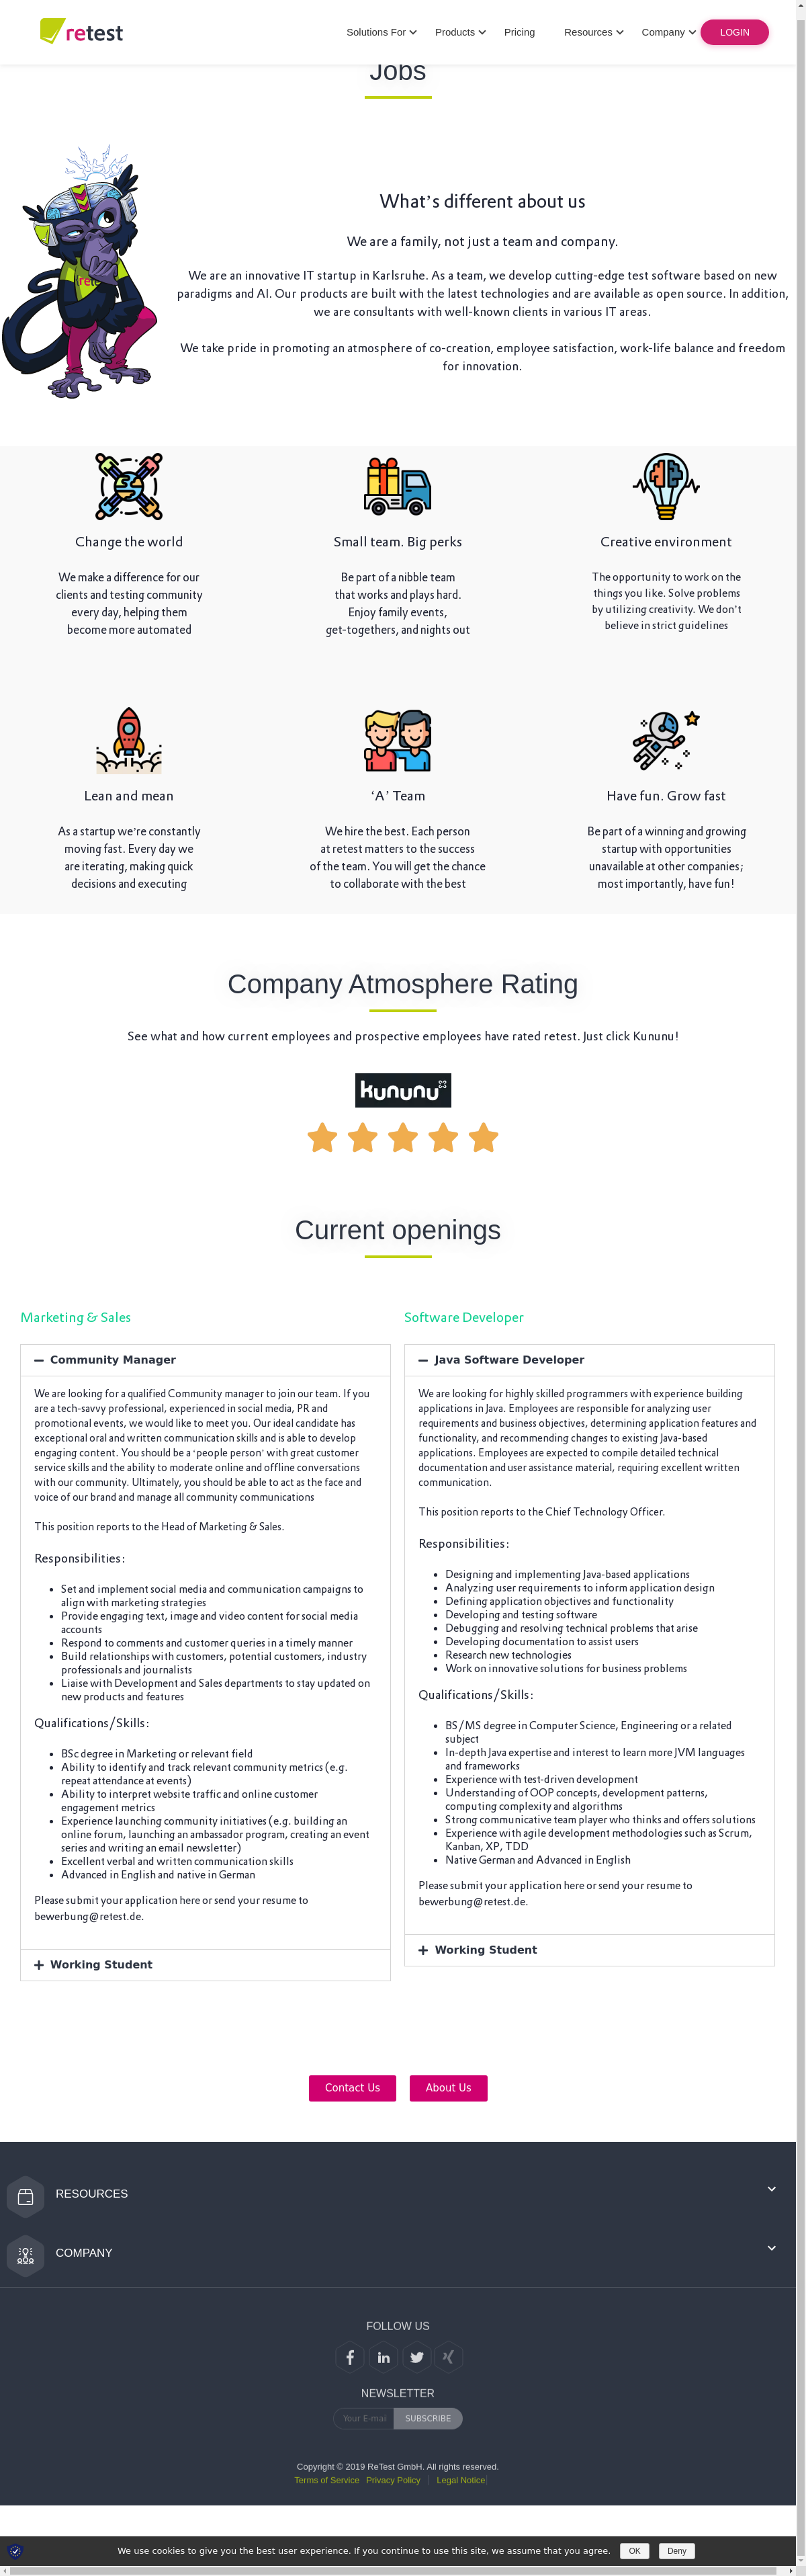 retest
Solutions For
Products
Pricing
Resources
Company
LOGIN
Jobs
What’s different about us
We are a family, not just a team and company.
We are an innovative IT startup in Karlsruhe. As a team, we develop cutting-edge test software based on new
paradigms and AI. Our products are built with the latest technologies and are available as open source. In addition,
we are consultants with well-known clients in various IT areas.
We take pride in promoting an atmosphere of co-creation, employee satisfaction, work-life balance and freedom
for innovation.
Change the world
We make a difference for our
clients and testing community
every day, helping them
become more automated
Small team. Big perks
Be part of a nibble team
that works and plays hard.
Enjoy family events,
get-togethers, and nights out
Creative environment
The opportunity to work on the
things you like. Solve problems
by utilizing creativity. We don’t
believe in strict guidelines
Lean and mean
As a startup we’re constantly
moving fast. Every day we
are iterating, making quick
decisions and executing
‘A’ Team
We hire the best. Each person
at retest matters to the success
of the team. You will get the chance
to collaborate with the best
Have fun. Grow fast
Be part of a winning and growing
startup with opportunities
unavailable at other companies;
most importantly, have fun!
Company Atmosphere Rating
See what and how current employees and prospective employees have rated retest. Just click Kununu!
kununu
Current openings
Marketing & Sales
Community Manager
We are looking for a qualified Community manager to join our team. If you
are a tech-savvy professional, experienced in social media, PR and
promotional events, we would like to meet you. Our ideal candidate has
exceptional oral and written communication skills and is able to develop
engaging content. You should be a ‘people person’ with great customer
service skills and the ability to moderate online and offline conversations
with our community. Ultimately, you should be able to act as the face and
voice of our brand and manage all community communications
This position reports to the Head of Marketing & Sales.
Responsibilities:
Set and implement social media and communication campaigns to
align with marketing strategies
Provide engaging text, image and video content for social media
accounts
Respond to comments and customer queries in a timely manner
Build relationships with customers, potential customers, industry
professionals and journalists
Liaise with Development and Sales departments to stay updated on
new products and features
Qualifications/Skills:
BSc degree in Marketing or relevant field
Ability to identify and track relevant community metrics (e.g.
repeat attendance at events)
Ability to interpret website traffic and online customer
engagement metrics
Experience launching community initiatives (e.g. building an
online forum, launching an ambassador program, creating an event
series and writing an email newsletter)
Excellent verbal and written communication skills
Advanced in English and native in German
Please submit your application here or send your resume to
bewerbung@retest.de.
Working Student
Software Developer
Java Software Developer
We are looking for highly skilled programmers with experience building
applications in Java. Employees are responsible for analyzing user
requirements and business objectives, determining application features and
functionality, and recommending changes to existing Java-based
applications. Employees are expected to compile detailed technical
documentation and user assistance material, requiring excellent written
communication.
This position reports to the Chief Technology Officer.
Responsibilities:
Designing and implementing Java-based applications
Analyzing user requirements to inform application design
Defining application objectives and functionality
Developing and testing software
Debugging and resolving technical problems that arise
Developing documentation to assist users
Research new technologies
Work on innovative solutions for business problems
Qualifications/Skills:
BS/MS degree in Computer Science, Engineering or a related
subject
In-depth Java expertise and interest to learn more JVM languages
and frameworks
Experience with test-driven development
Understanding of OOP concepts, development patterns,
computing complexity and algorithms
Strong communicative team player who thinks and offers solutions
Experience with agile development methodologies such as Scrum,
Kanban, XP, TDD
Native German and Advanced in English
Please submit your application here or send your resume to
bewerbung@retest.de.
Working Student
Contact Us
About Us
RESOURCES
COMPANY
FOLLOW US
NEWSLETTER
Your E-mai
SUBSCRIBE
Copyright © 2019 ReTest GmbH. All rights reserved.
Terms of Service Privacy Policy | Legal Notice|
We use cookies to give you the best user experience. If you continue to use this site, we assume that you agree.
OK
Deny